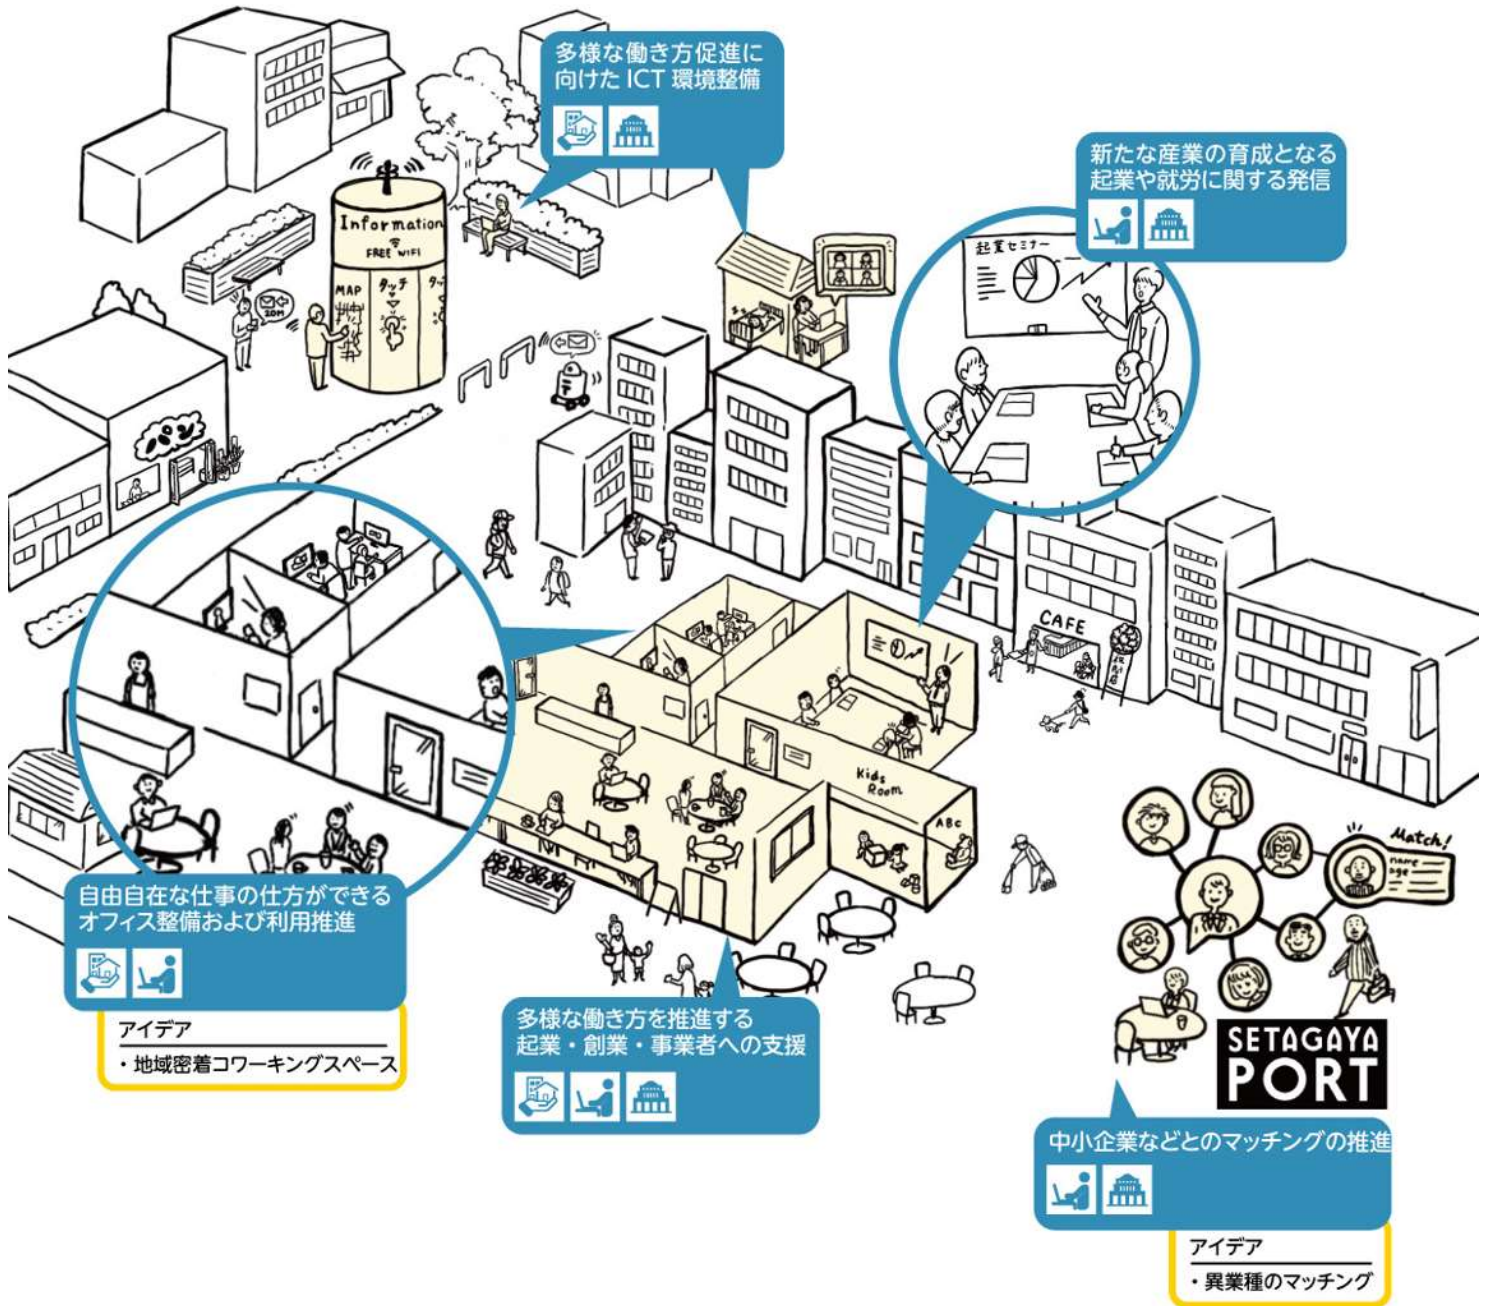 多様な働き方促進に
向けた ICT 環境整備
新たな産業の育成となる
起業や就労に関する発信
Information
FREE WIFI
MAP
タッチ
タッ
20M
起業セミナー
パン
CAFE
Kids
Room
ABC
Match!
name
age
自由自在な仕事の仕方ができる
オフィス整備および利用推進
アイデア
・地域密着コワーキングスペース
多様な働き方を推進する
起業・創業・事業者への支援
SETAGAYA
PORT
中小企業などとのマッチングの推進
アイデア
・異業種のマッチング